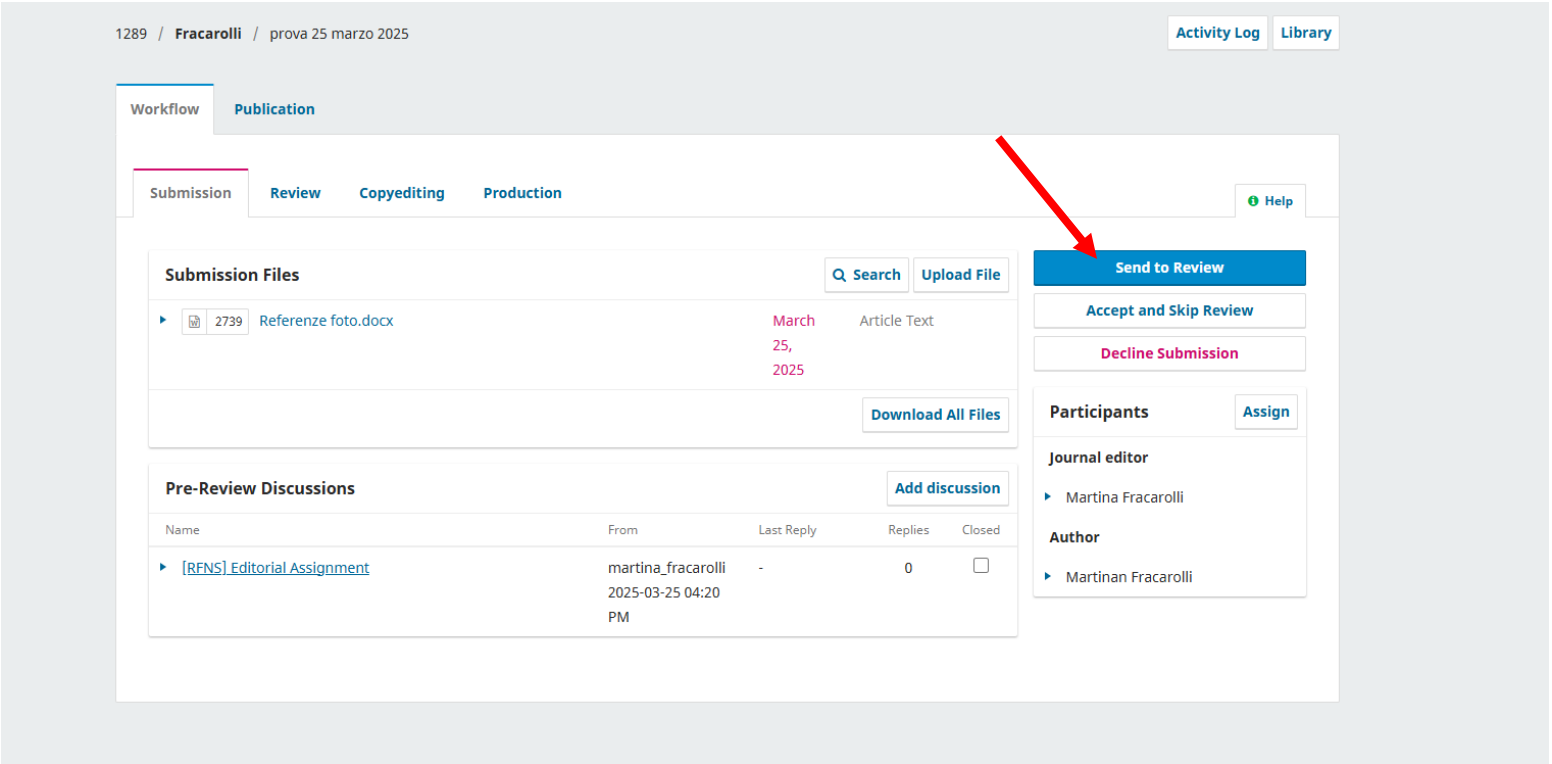 1289 / Fracarolli / prova 25 marzo 2025
Activity Log
Library
Workflow
Publication
Submission
Review
Copyediting
Production
Help
Submission Files
Search
Upload File
2739 Referenze foto.docx
March
25,
2025
Article Text
Download All Files
Send to Review
Accept and Skip Review
Decline Submission
Participants
Assign
Journal editor
Martina Fracarolli
Author
Martinan Fracarolli
Pre-Review Discussions
Add discussion
Name From Last Reply Replies Closed
[RFNS] Editorial Assignment
martina_fracarolli
2025-03-25 04:20
PM
-
0